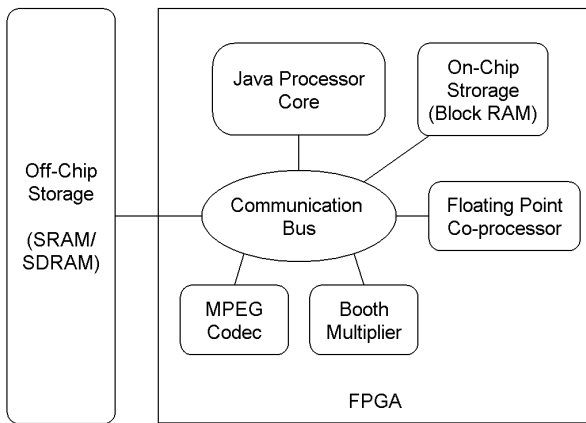 Off-Chip
Storage
(SRAM/
SDRAM)
Java Processor
Core
On-Chip
Strorage
(Block RAM)
Communication
Bus
Floating Point
Co-processor
MPEG
Codec
Booth
Multiplier
FPGA